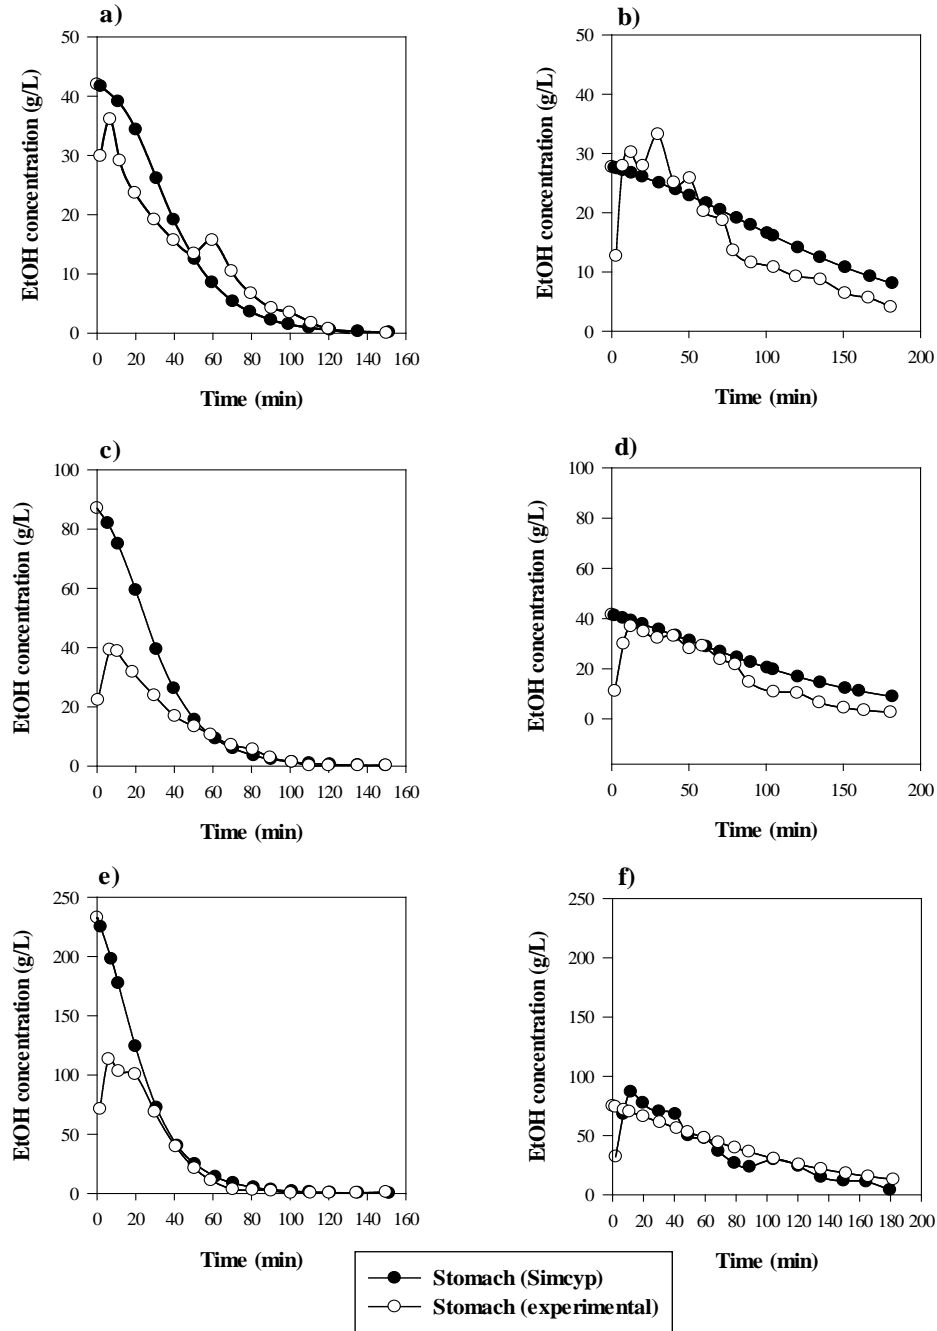 a)
EtOH concentration (g/L)
50
40
30
20
10
0
0 20 40 60 80 100 120 140 160
Time (min)
b)
EtOH concentration (g/L)
50
40
30
20
10
0
0 50 100 150 200
Time (min)
c)
EtOH concentration (g/L)
100
80
60
40
20
0
0 20 40 60 80 100 120 140 160
Time (min)
d)
EtOH concentration (g/L)
100
80
60
40
20
0
0 50 100 150 200
Time (min)
e)
EtOH concentration (g/L)
250
200
150
100
50
0
0 20 40 60 80 100 120 140 160
Time (min)
f)
EtOH concentration (g/L)
250
200
150
100
50
0
0 20 40 60 80 100 120 140 160 180 200
Time (min)
Stomach (Simcyp)
Stomach (experimental)